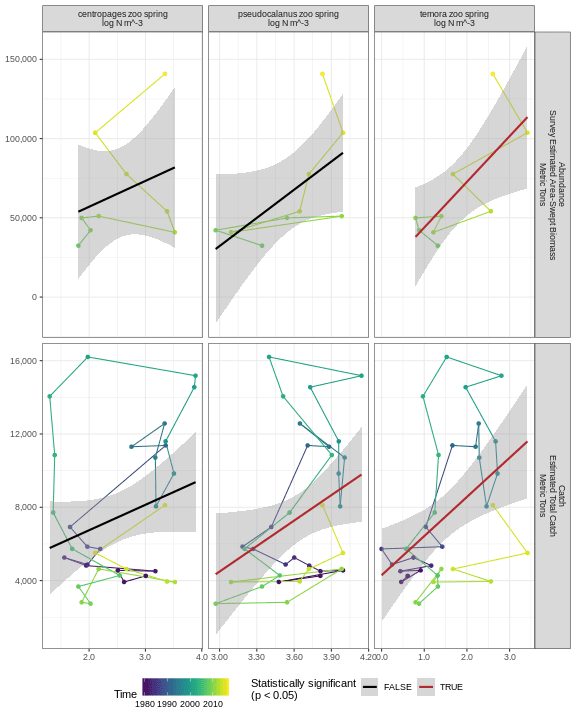 centropages zoo spring
log N m^-3
pseudocalanus zoo spring
log N m^-3
temora zoo spring
log N m^-3
150,000
100,000
50,000
0
Abundance
Survey Estimated Area-Swept Biomass
Metric Tons
16,000
12,000
8,000
4,000
Catch
Estimated Total Catch
Metric Tons
2.0
3.0
4.0
3.00
3.30
3.60
3.90
4.20
0.0
1.0
2.0
3.0
Time
1980 1990 2000 2010
Statistically significant
(p < 0.05)
FALSE
TRUE